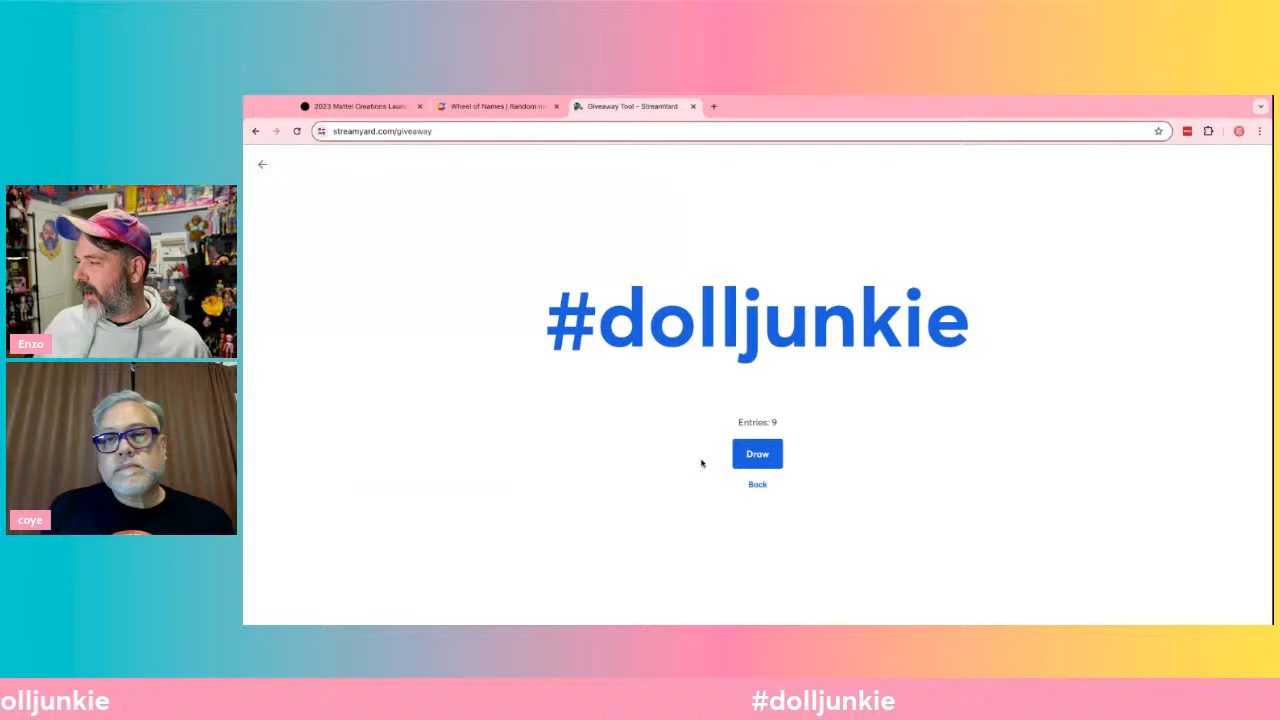 2023 Mattel Creations Laun
Wheel of Names | Random na
Giveaway Tool - StreamYard
streamyard.com/giveaway
#dolljunkie
Entries: 9
Draw
Back
Enzo
coye
olljunkie
#dolljunkie